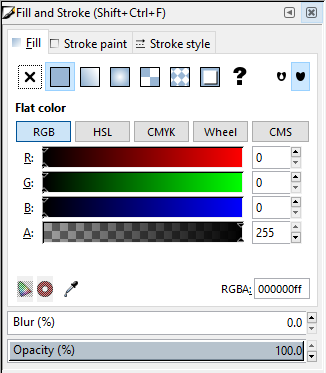 Fill and Stroke (Shift+Ctrl+F)
Fill Stroke paint Stroke style
?
Flat color
RGB HSL CMYK Wheel CMS
R: 0
G: 0
B: 0
A: 255
RGBA: 000000ff
Blur (%) 0.0
Opacity (%) 100.0